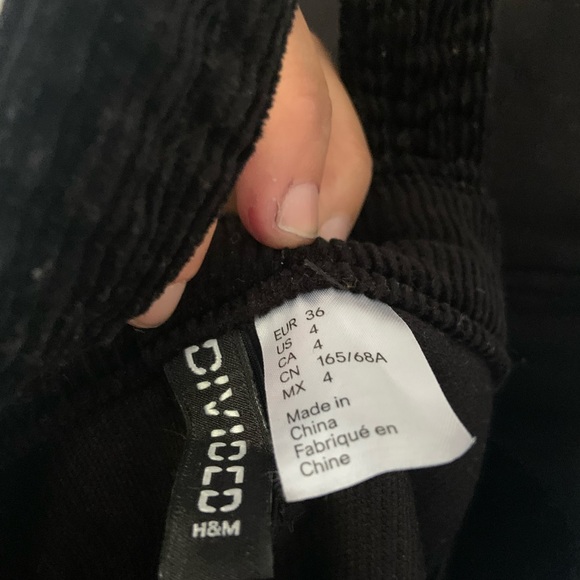 EUR 36
US 4
CA 4
CN 165/68A
MX 4
Made in
China
Fabriqué en
Chine
DIVIDED
H&M